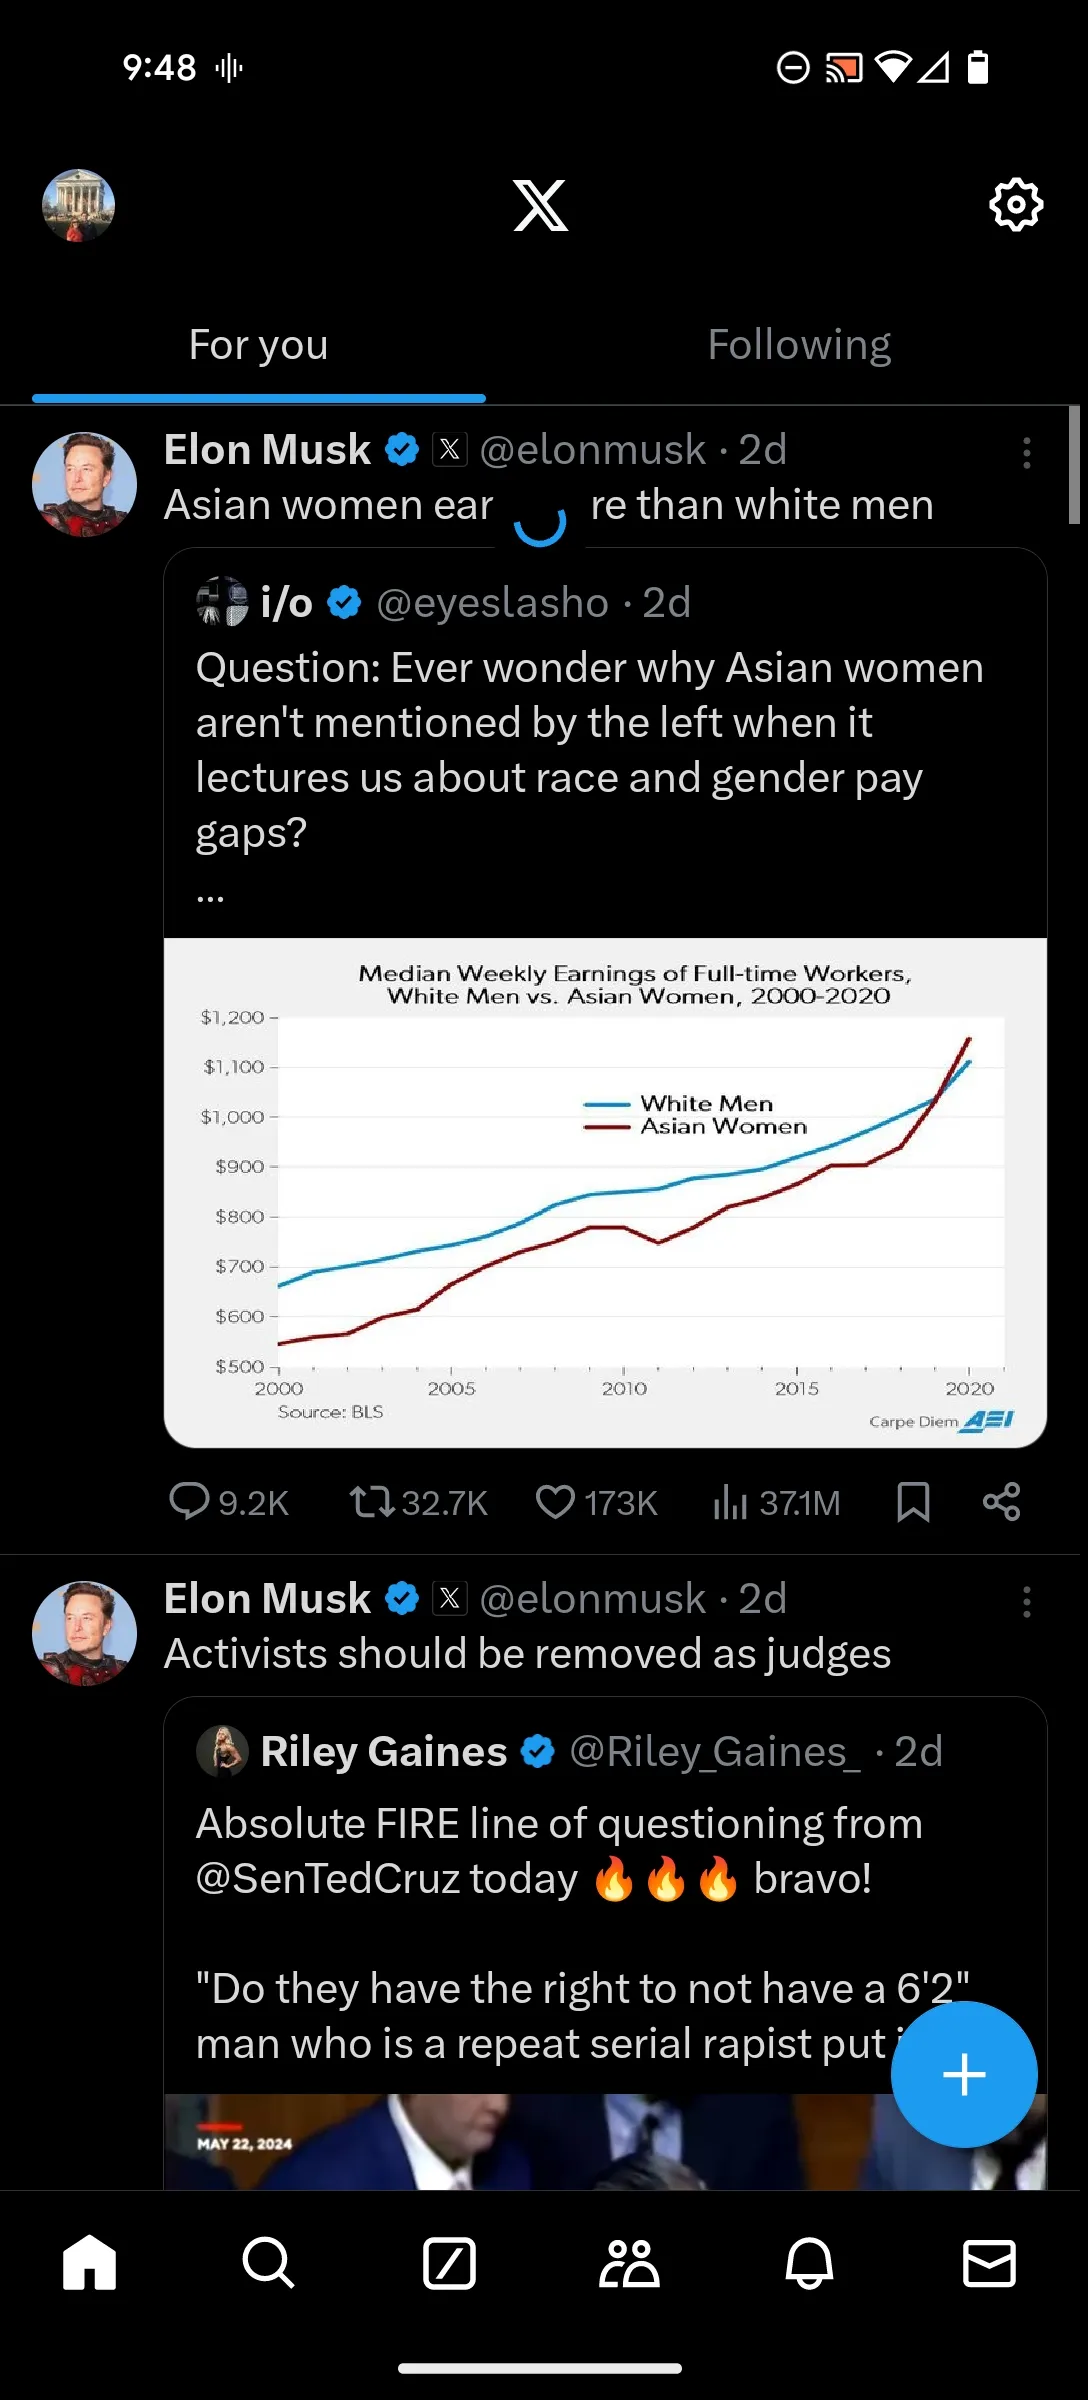 9:48
For you
Following
Elon Musk @elonmusk · 2d
Asian women ear re than white men
i/o @eyeslasho · 2d
Question: Ever wonder why Asian women
aren't mentioned by the left when it
lectures us about race and gender pay
gaps?
...
Median Weekly Earnings of Full-time Workers,
White Men vs. Asian Women, 2000-2020
$1,200
$1,100
$1,000
$900
$800
$700
$600
$500
White Men
Asian Women
2000 2005 2010 2015 2020
Source: BLS
Carpe Diem AEI
9.2K 32.7K 173K 37.1M
Elon Musk @elonmusk · 2d
Activists should be removed as judges
Riley Gaines @Riley_Gaines_ · 2d
Absolute FIRE line of questioning from
@SenTedCruz today 🔥🔥🔥 bravo!
"Do they have the right to not have a 6'2"
man who is a repeat serial rapist put
MAY 22, 2024